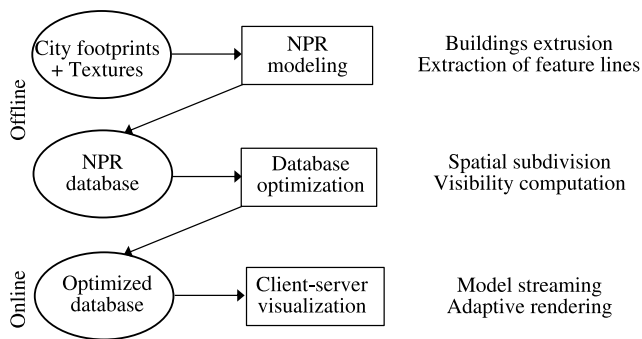 City footprints
+ Textures
NPR
modeling
Buildings extrusion
Extraction of feature lines
Offline
NPR
database
Database
optimization
Spatial subdivision
Visibility computation
Online
Optimized
database
Client-server
visualization
Model streaming
Adaptive rendering